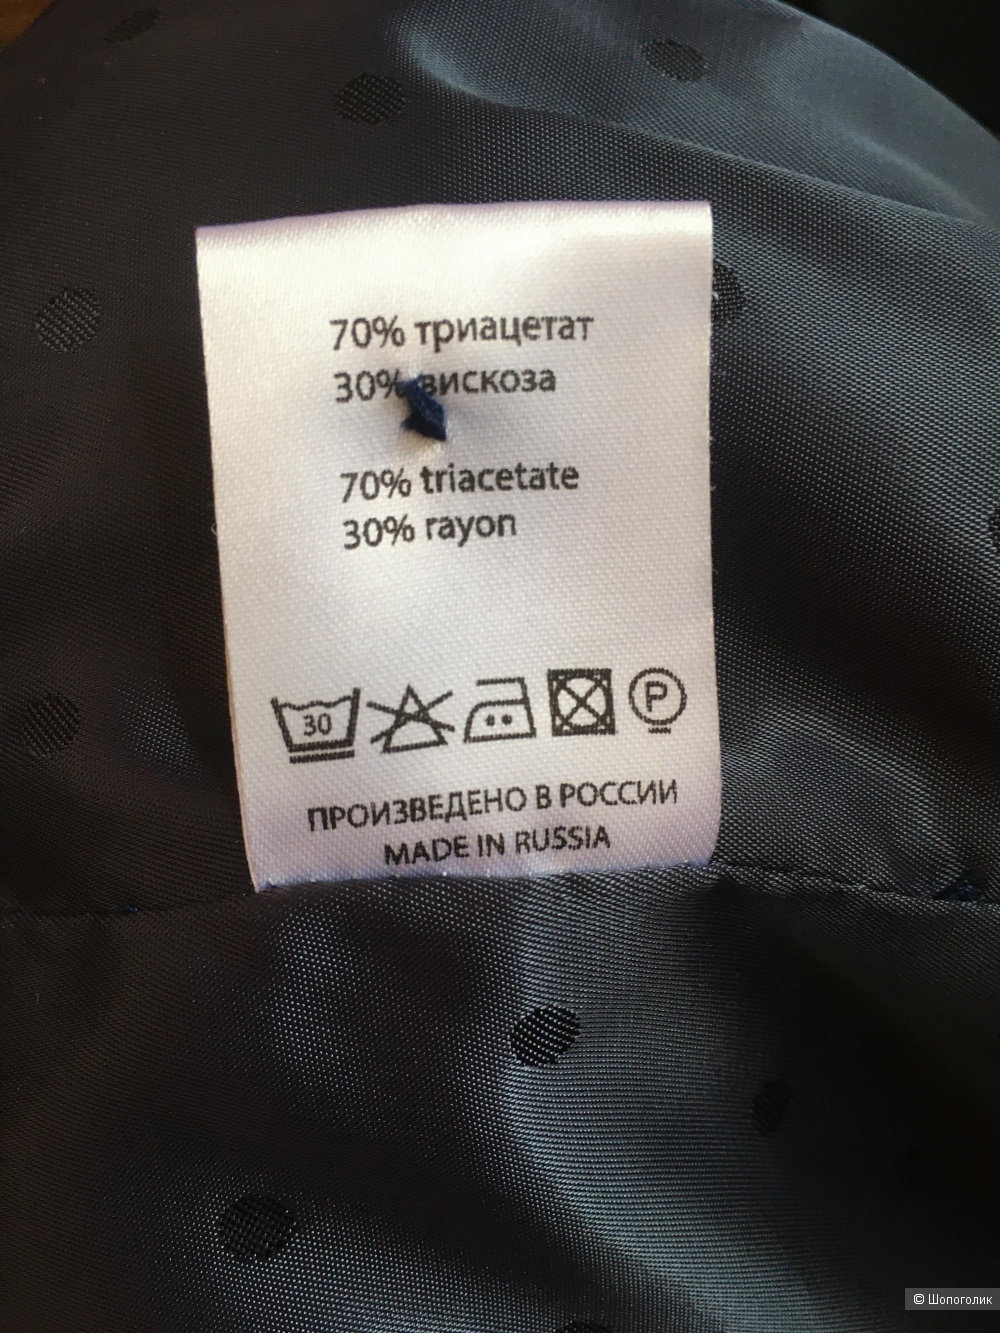 70% триацетат
30% вискоза
70% triacetate
30% rayon
30
P
ПРОИЗВЕДЕНО В РОССИИ
MADE IN RUSSIA
© Шопоголик